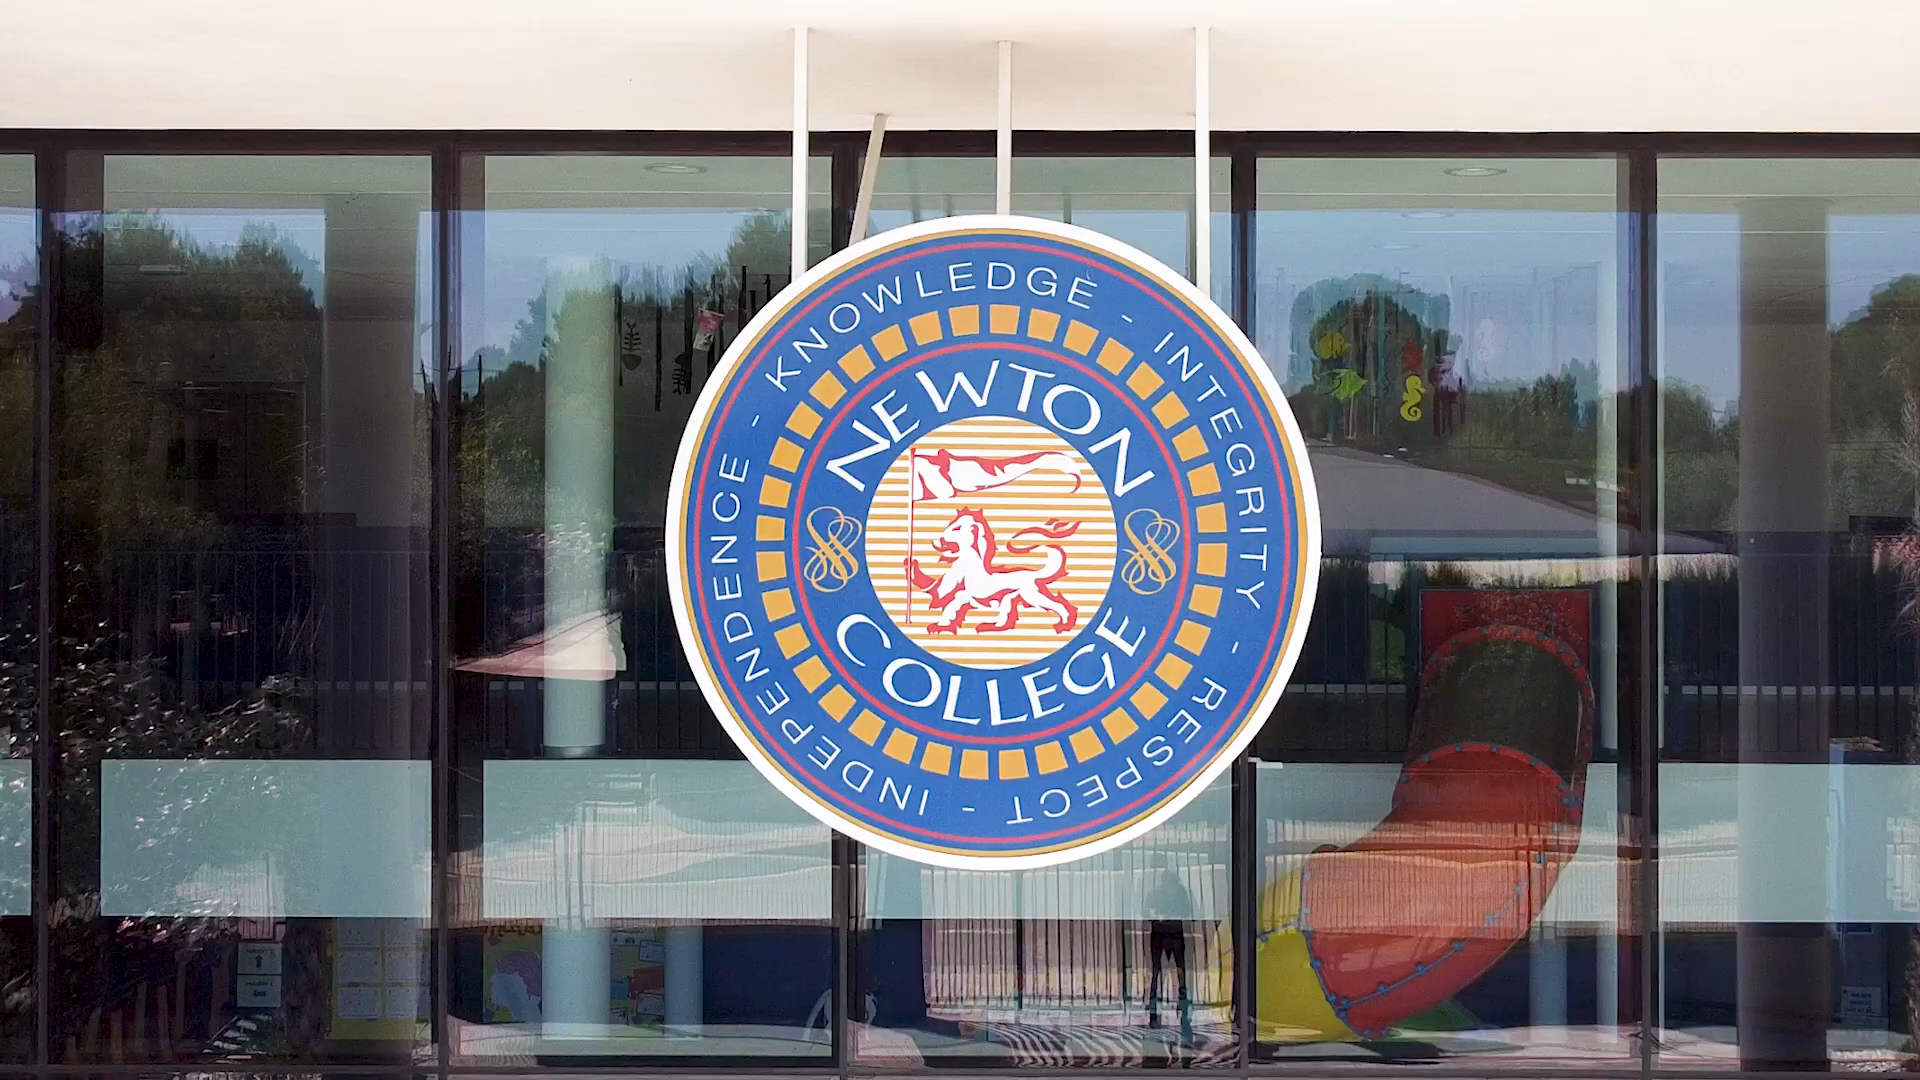 KNOWLEDGE - INTEGRITY - RESPECT - INDEPENDENCE -
NEWTON
COLLEGE